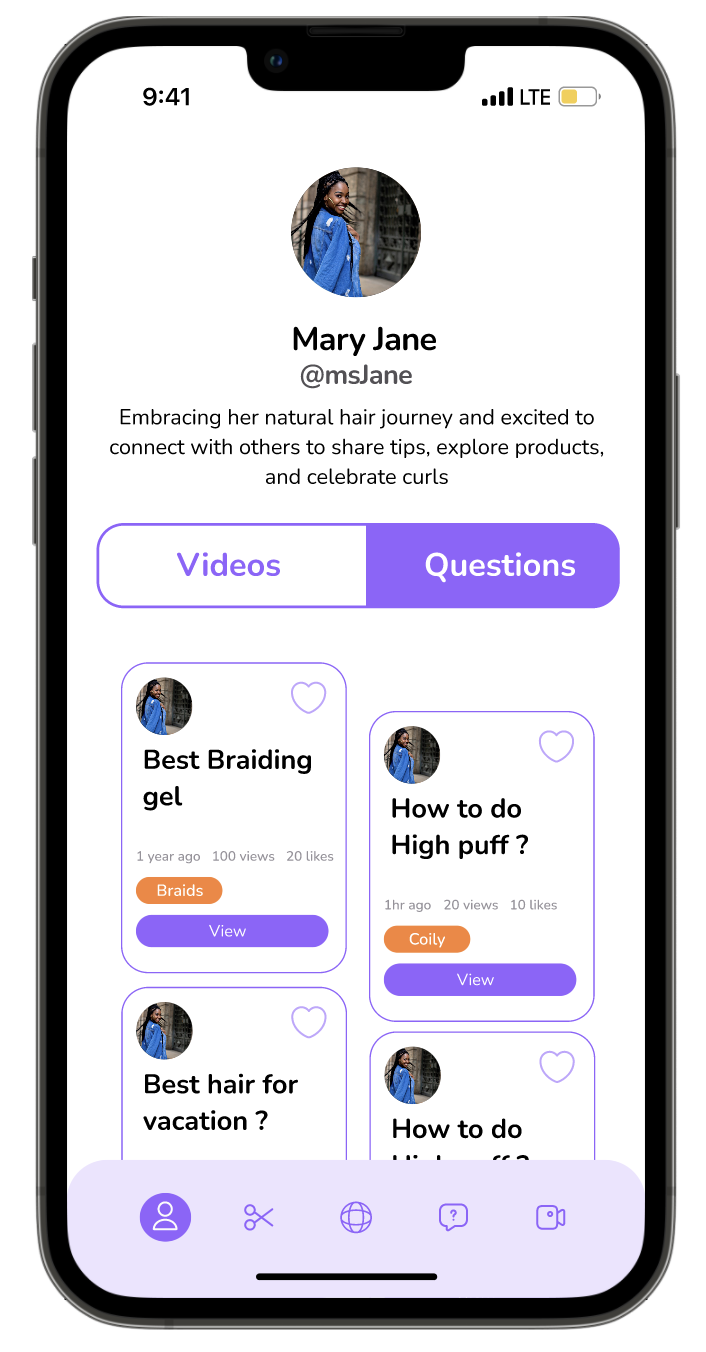 9:41
LTE
Mary Jane
@msJane
Embracing her natural hair journey and excited to
connect with others to share tips, explore products,
and celebrate curls
Videos
Questions
Best Braiding
gel
1 year ago 100 views 20 likes
Braids
View
How to do
High puff ?
1hr ago 20 views 10 likes
Coily
View
Best hair for
vacation ?
How to do
High puff ?
?